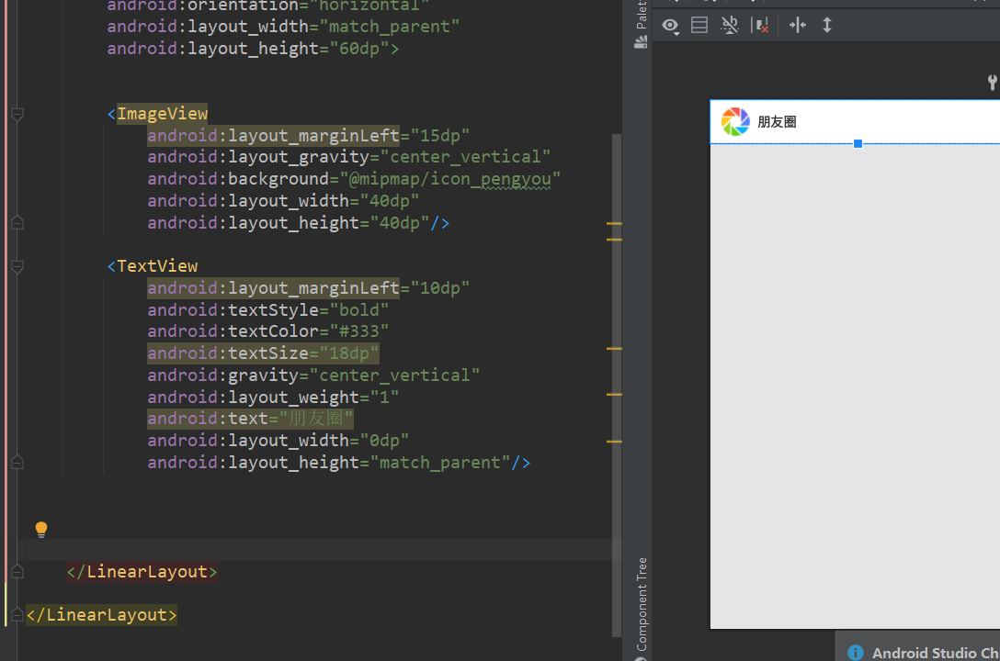 android:orientation="horizontal"
android:layout_width="match_parent"
android:layout_height="60dp">
<ImageView
android:layout_marginLeft="15dp"
android:layout_gravity="center_vertical"
android:background="@mipmap/icon_pengyou"
android:layout_width="40dp"
android:layout_height="40dp"/>
<TextView
android:layout_marginLeft="10dp"
android:textStyle="bold"
android:textColor="#333"
android:textSize="18dp"
android:gravity="center_vertical"
android:layout_weight="1"
android:text="朋友圈"
android:layout_width="0dp"
android:layout_height="match_parent"/>
</LinearLayout>
</LinearLayout>
Palet
Component Tree
朋友圈
Android Studio Ch